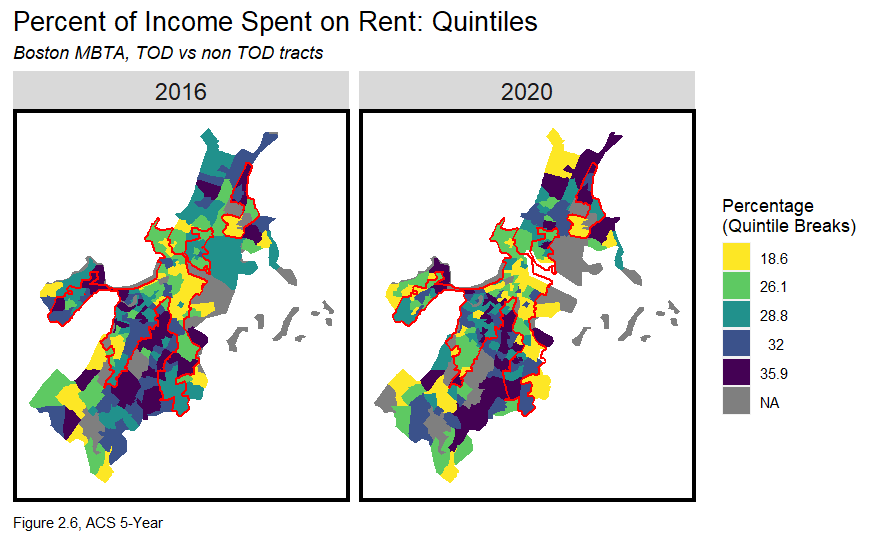 Percent of Income Spent on Rent: Quintiles
Boston MBTA, TOD vs non TOD tracts
2016
2020
Percentage
(Quintile Breaks)
18.6
26.1
28.8
32
35.9
NA
Figure 2.6, ACS 5-Year